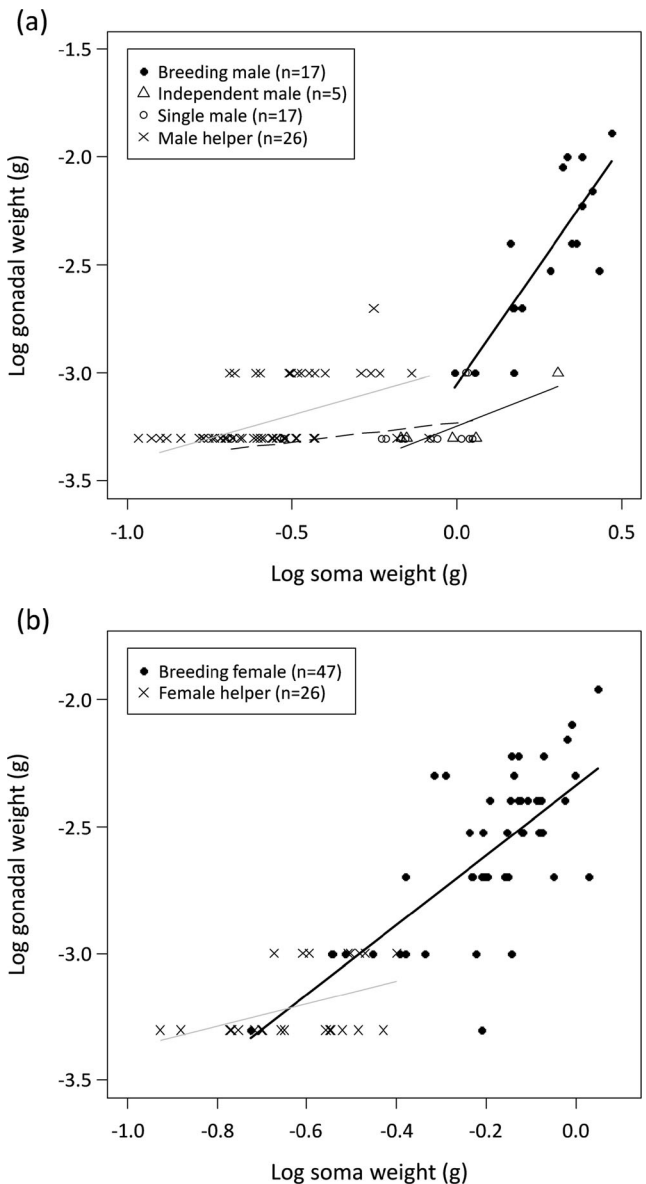 (a)
-1.5
Breeding male (n=17)
Independent male (n=5)
Single male (n=17)
Male helper (n=26)
-2.0
-2.5
-3.0
-3.5
Log gonadal weight (g)
-1.0 -0.5 0.0 0.5
Log soma weight (g)
(b)
Breeding female (n=47)
Female helper (n=26)
-2.0
-2.5
-3.0
-3.5
Log gonadal weight (g)
-1.0 -0.8 -0.6 -0.4 -0.2 0.0
Log soma weight (g)